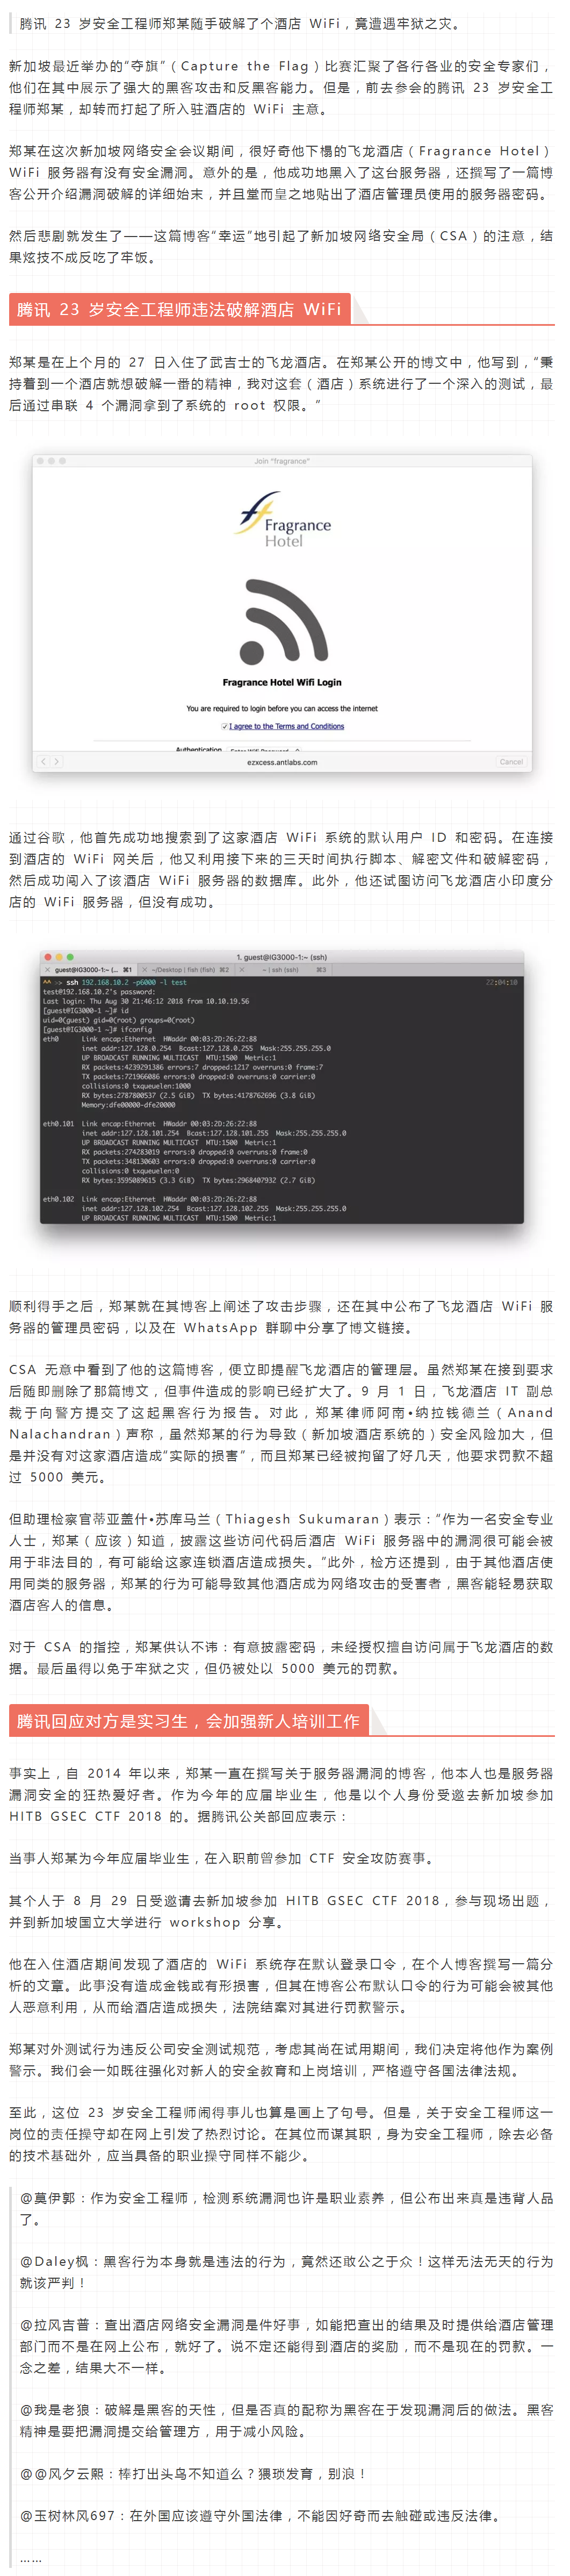 腾讯 23 岁安全工程师郑某随手破解了个酒店 WiFi，竟遭遇牢狱之灾。
新加坡最近举办的“夺旗”（Capture the Flag）比赛汇聚了各行各业的安全专家们，
他们在其中展示了强大的黑客攻击和反黑客能力。但是，前去参会的腾讯 23 岁安全工
程师郑某，却转而打起了所入驻酒店的 WiFi 主意。
郑某在这次新加坡网络安全会议期间，很好奇他下榻的飞龙酒店（Fragrance Hotel）
WiFi 服务器有没有安全漏洞。意外的是，他成功地黑入了这台服务器，还撰写了一篇博
客公开介绍漏洞破解的详细始末，并且堂而皇之地贴出了酒店管理员使用的服务器密码。
然后悲剧就发生了——这篇博客“幸运”地引起了新加坡网络安全局（CSA）的注意，结
果炫技不成反吃了牢饭。
腾讯 23 岁安全工程师违法破解酒店 WiFi
郑某是在上个月的 27 日入住了武吉士的飞龙酒店。在郑某公开的博文中，他写到，“秉
持着到一个酒店就想破解一番的精神，我对这套（酒店）系统进行了一个深入的测试，最
后通过串联 4 个漏洞拿到了系统的 root 权限。”
Join "fragrance"
Fragrance
Hotel
Fragrance Hotel Wifi Login
You are required to login before you can access the internet
I agree to the Terms and Conditions
Authentication
ezxcess.antlabs.com
Cancel
通过谷歌，他首先成功地搜索到了这家酒店 WiFi 系统的默认用户 ID 和密码。在连接
到酒店的 WiFi 网关后，他又利用接下来的三天时间执行脚本、解密文件和破解密码，
然后成功闯入了该酒店 WiFi 服务器的数据库。此外，他还试图访问飞龙酒店小印度分
店的 WiFi 服务器，但没有成功。
1. guest@IG3000-1:~ (ssh)
× guest@IG3000-1:~ (... ⌘1 × ~/Desktop | fish (fish) ⌘2 × ~ | ssh (ssh) ⌘3
^^ => ssh 192.168.10.2 -p6000 -l test 22:04:10
test@192.168.10.2's password:
Last login: Thu Aug 30 21:46:12 2018 from 10.10.19.56
[guest@IG3000-1 ~]# id
uid=0(guest) gid=0(root) groups=0(root)
[guest@IG3000-1 ~]# ifconfig
eth0 Link encap:Ethernet HWaddr 00:03:2D:26:22:88
inet addr:127.128.0.254 Bcast:127.128.0.255 Mask:255.255.255.0
UP BROADCAST RUNNING MULTICAST MTU:1500 Metric:1
RX packets:4239291386 errors:7 dropped:1217 overruns:0 frame:7
TX packets:721966086 errors:0 dropped:0 overruns:0 carrier:0
collisions:0 txqueuelen:1000
RX bytes:2787800537 (2.5 GiB) TX bytes:4178762696 (3.8 GiB)
Memory:dfe00000-dfe20000
eth0.101 Link encap:Ethernet HWaddr 00:03:2D:26:22:88
inet addr:127.128.101.254 Bcast:127.128.101.255 Mask:255.255.255.0
UP BROADCAST RUNNING MULTICAST MTU:1500 Metric:1
RX packets:274283019 errors:0 dropped:0 overruns:0 frame:0
TX packets:348130603 errors:0 dropped:0 overruns:0 carrier:0
collisions:0 txqueuelen:0
RX bytes:3595089615 (3.3 GiB) TX bytes:2968407932 (2.7 GiB)
eth0.102 Link encap:Ethernet HWaddr 00:03:2D:26:22:88
inet addr:127.128.102.254 Bcast:127.128.102.255 Mask:255.255.255.0
UP BROADCAST RUNNING MULTICAST MTU:1500 Metric:1
顺利得手之后，郑某就在其博客上阐述了攻击步骤，还在其中公布了飞龙酒店 WiFi 服
务器的管理员密码，以及在 WhatsApp 群聊中分享了博文链接。
CSA 无意中看到了他的这篇博客，便立即提醒飞龙酒店的管理层。虽然郑某在接到要求
后随即删除了那篇博文，但事件造成的影响已经扩大了。9 月 1 日，飞龙酒店 IT 副总
裁于向警方提交了这起黑客行为报告。对此，郑某律师阿南•纳拉钱德兰（Anand
Nalachandran）声称，虽然郑某的行为导致（新加坡酒店系统的）安全风险加大，但
是并没有对这家酒店造成“实际的损害”，而且郑某已经被拘留了好几天，他要求罚款不超
过 5000 美元。
但助理检察官蒂亚盖什•苏库马兰（Thiagesh Sukumaran）表示：“作为一名安全专业
人士，郑某（应该）知道，披露这些访问代码后酒店 WiFi 服务器中的漏洞很可能会被
用于非法目的，有可能给这家连锁酒店造成损失。”此外，检方还提到，由于其他酒店使
用同类的服务器，郑某的行为可能导致其他酒店成为网络攻击的受害者，黑客能轻易获取
酒店客人的信息。
对于 CSA 的指控，郑某供认不讳：有意披露密码，未经授权擅自访问属于飞龙酒店的数
据。最后虽得以免于牢狱之灾，但仍被处以 5000 美元的罚款。
腾讯回应对方是实习生，会加强新人培训工作
事实上，自 2014 年以来，郑某一直在撰写关于服务器漏洞的博客，他本人也是服务器
漏洞安全的狂热爱好者。作为今年的应届毕业生，他是以个人身份受邀去新加坡参加
HITB GSEC CTF 2018 的。据腾讯公关部回应表示：
当事人郑某为今年应届毕业生，在入职前曾参加 CTF 安全攻防赛事。
其个人于 8 月 29 日受邀请去新加坡参加 HITB GSEC CTF 2018，参与现场出题，
并到新加坡国立大学进行 workshop 分享。
他在入住酒店期间发现了酒店的 WiFi 系统存在默认登录口令，在个人博客撰写一篇分
析的文章。此事没有造成金钱或有形损害，但其在博客公布默认口令的行为可能会被其他
人恶意利用，从而给酒店造成损失，法院结案对其进行罚款警示。
郑某对外测试行为违反公司安全测试规范，考虑其尚在试用期间，我们决定将他作为案例
警示。我们会一如既往强化对新人的安全教育和上岗培训，严格遵守各国法律法规。
至此，这位 23 岁安全工程师闹得事儿也算是画上了句号。但是，关于安全工程师这一
岗位的责任操守却在网上引发了热烈讨论。在其位而谋其职，身为安全工程师，除去必备
的技术基础外，应当具备的职业操守同样不能少。
@莫伊郭：作为安全工程师，检测系统漏洞也许是职业素养，但公布出来真是违背人品
了。
@Daley枫：黑客行为本身就是违法的行为，竟然还敢公之于众！这样无法无天的行为
就该严判！
@拉风吉普：查出酒店网络安全漏洞是件好事，如能把查出的结果及时提供给酒店管理
部门而不是在网上公布，就好了。说不定还能得到酒店的奖励，而不是现在的罚款。一
念之差，结果大不一样。
@我是老狼：破解是黑客的天性，但是否真的配称为黑客在于发现漏洞后的做法。黑客
精神是要把漏洞提交给管理方，用于减小风险。
@@风夕云熙：棒打出头鸟不知道么？猥琐发育，别浪！
@玉树林风697：在外国应该遵守外国法律，不能因好奇而去触碰或违反法律。
……